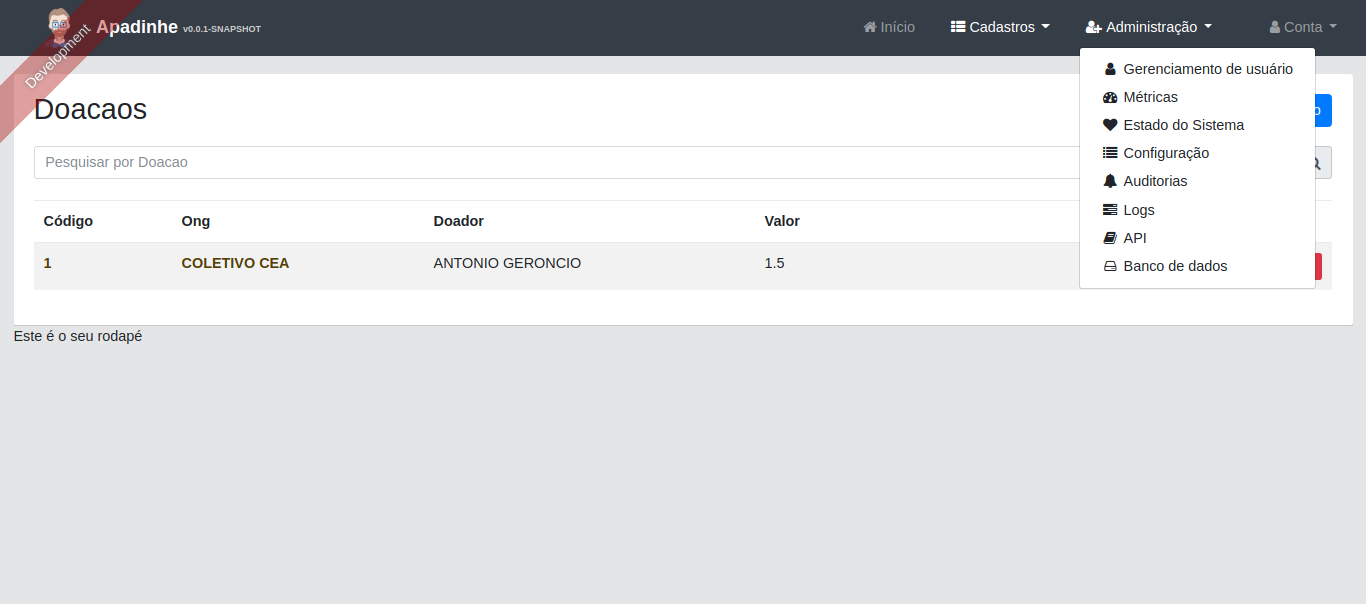 Apadinhe v0.0.1-SNAPSHOT
Início
Cadastros
Administração
Conta
Development
Gerenciamento de usuário
Métricas
Estado do Sistema
Configuração
Auditorias
Logs
API
Banco de dados
Doacaos
o
Pesquisar por Doacao
Código Ong Doador Valor
1 COLETIVO CEA ANTONIO GERONCIO 1.5
Este é o seu rodapé